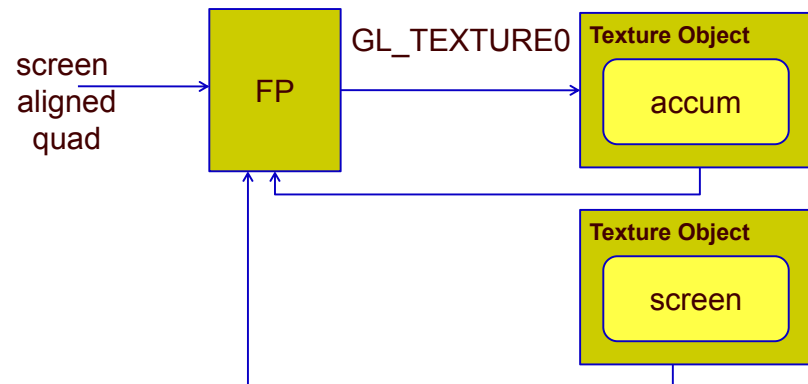 screen
aligned
quad
FP
GL_TEXTURE0
Texture Object
accum
Texture Object
screen